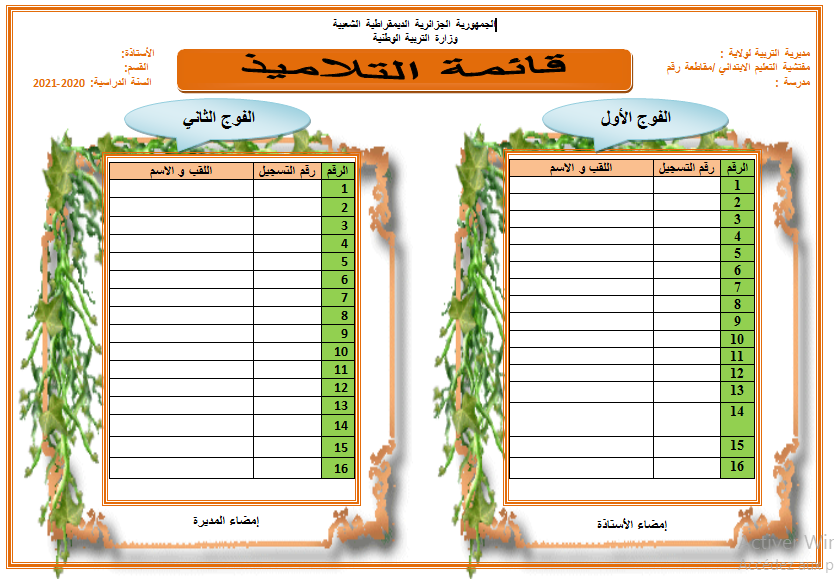 الجمهورية الجزائرية الديمقراطية الشعبية
وزارة التربية الوطنية
مديرية التربية لولاية :
مفتشية التعليم الابتدائي /مقاطعة رقم
مدرسة :
قائمة التلاميذ
الأستاذة:
القسم:
السنة الدراسية: 2020-2021
الفوج الأول
الرقم رقم التسجيل اللقب و الاسم
1
2
3
4
5
6
7
8
9
10
11
12
13
14
15
16
إمضاء الأستاذة
الفوج الثاني
الرقم رقم التسجيل اللقب و الاسم
1
2
3
4
5
6
7
8
9
10
11
12
13
14
15
16
إمضاء المديرة
Activer Win